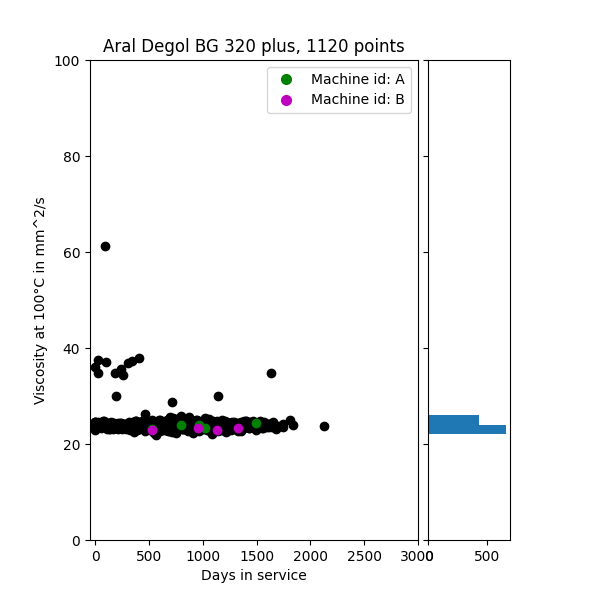 Aral Degol BG 320 plus, 1120 points
Machine id: A
Machine id: B
Viscosity at 100°C in mm^2/s
100
80
60
40
20
0
0 500 1000 1500 2000 2500 3000
0 500
Days in service